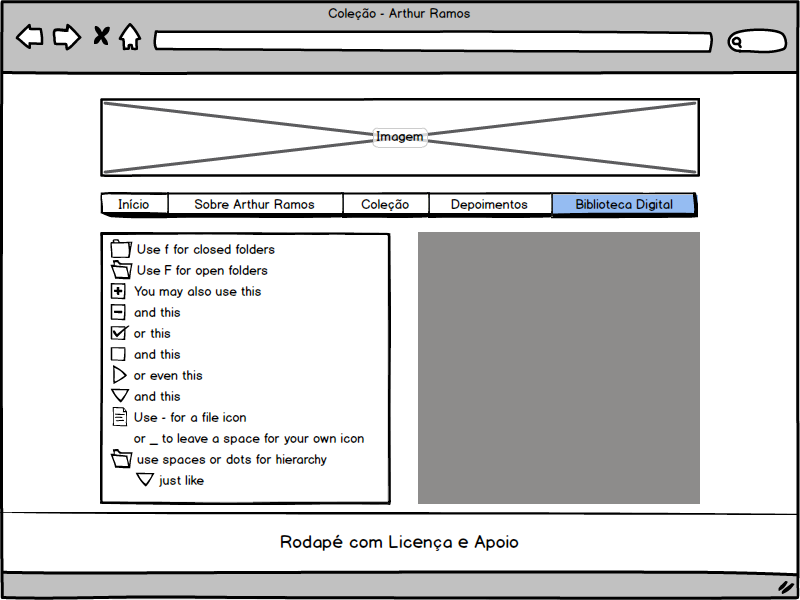 Coleção - Arthur Ramos
Imagem
Início Sobre Arthur Ramos Coleção Depoimentos Biblioteca Digital
Use f for closed folders
Use F for open folders
You may also use this
and this
or this
and this
or even this
and this
Use - for a file icon
or _ to leave a space for your own icon
use spaces or dots for hierarchy
just like
Rodapé com Licença e Apoio